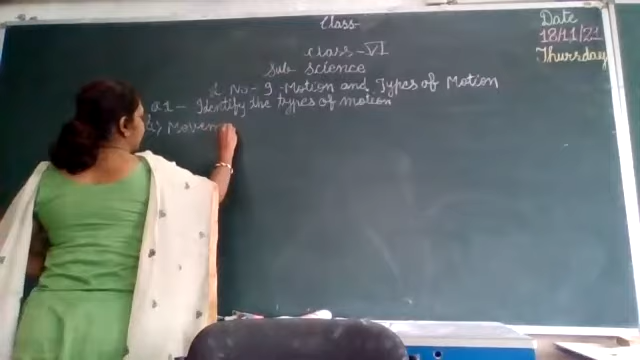 Class
Date
18/11/21
Thursday
Class-VI
Sub Science
L No-9-Motion and Types of Motion
Q1- Identify the types of motion
Movem